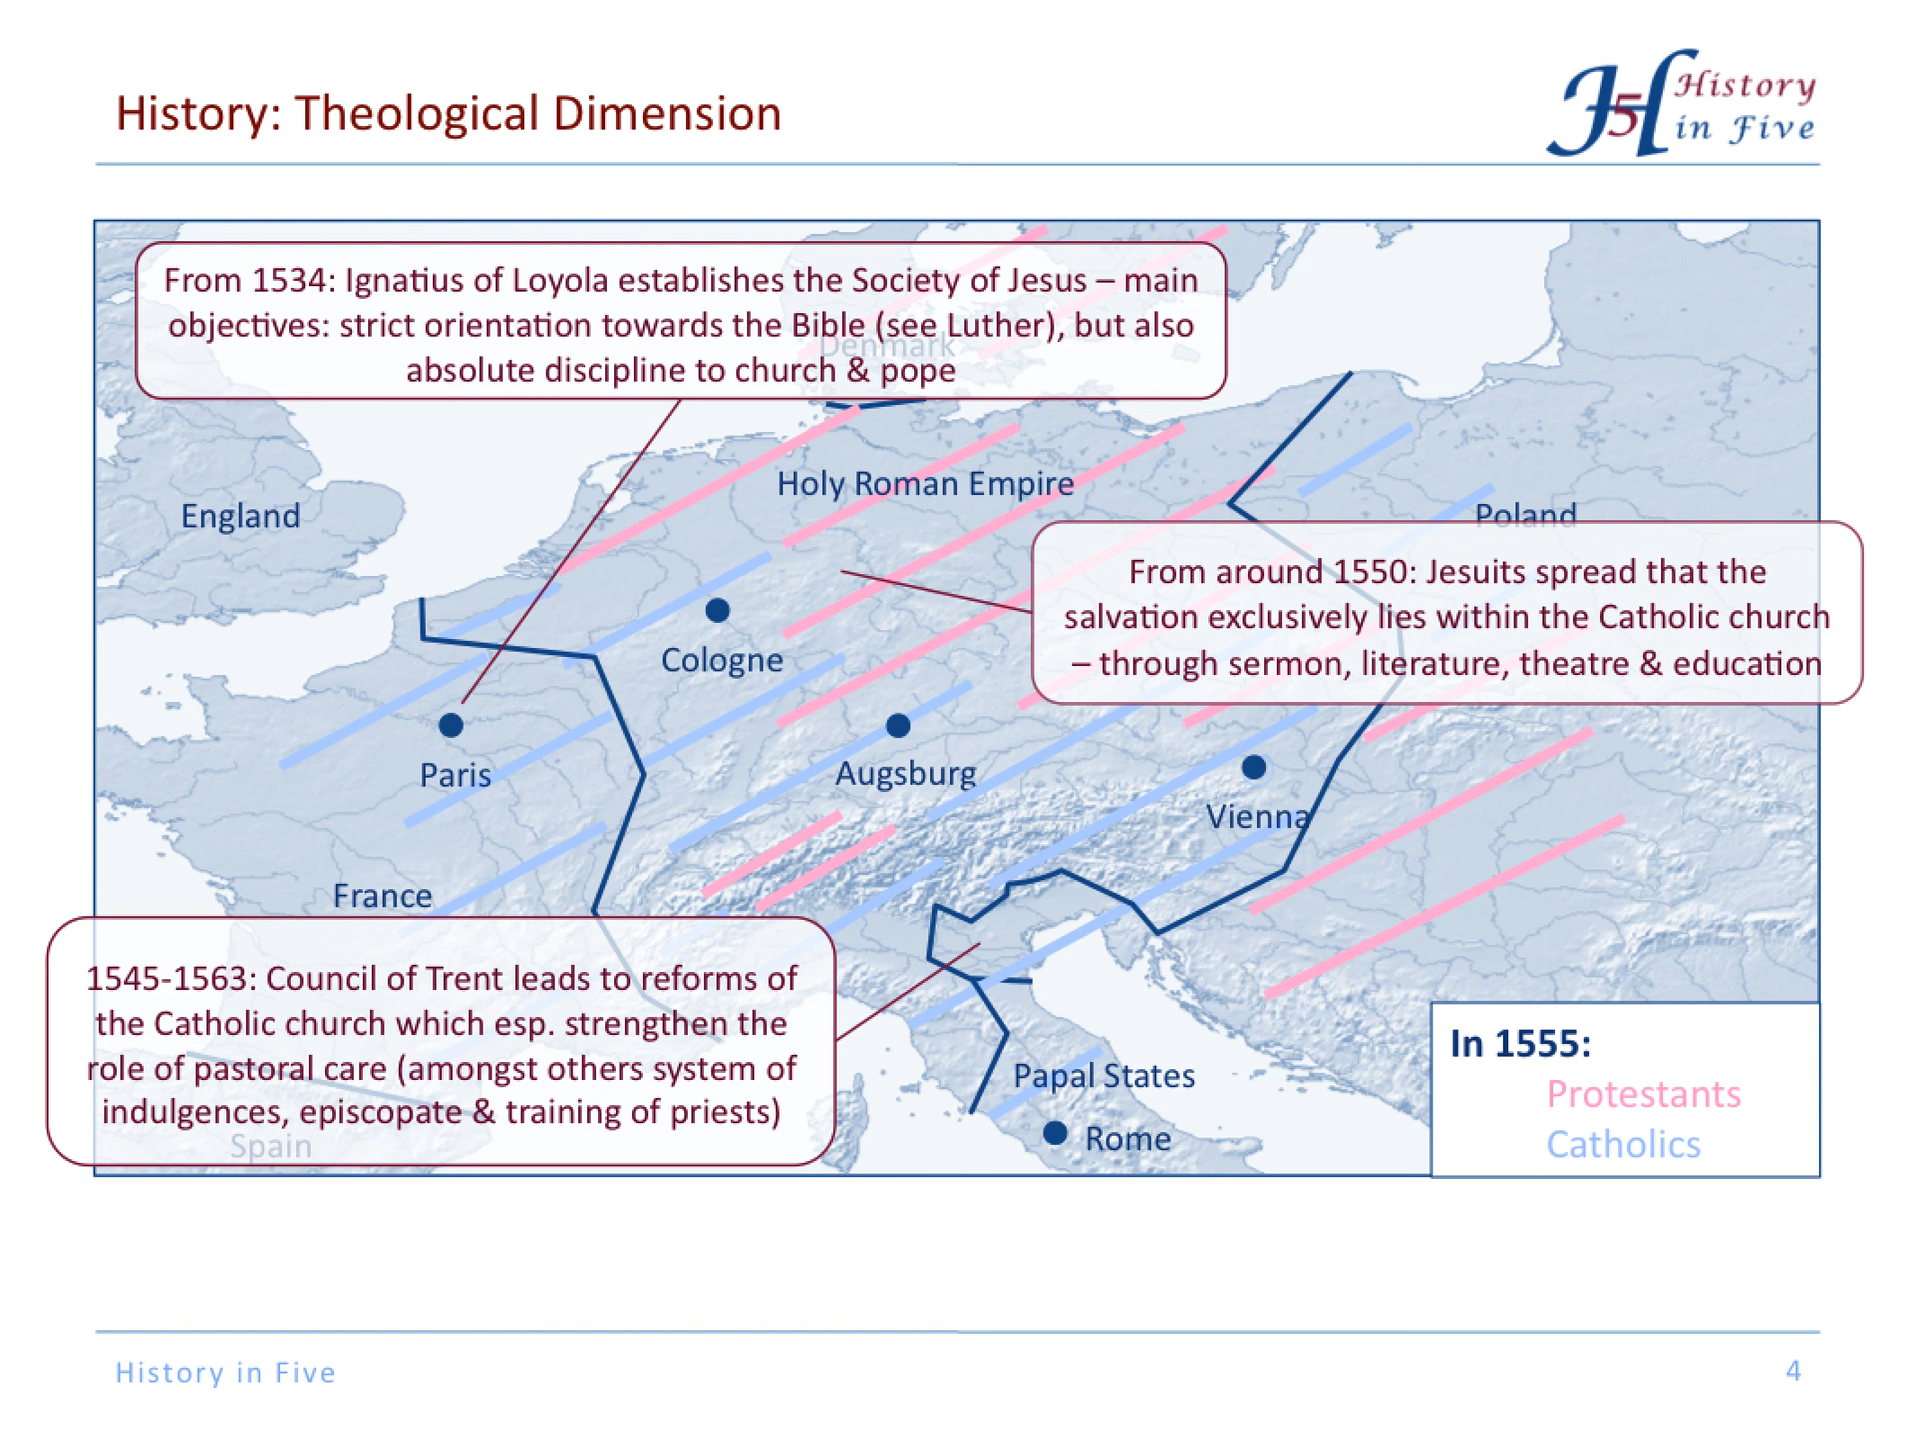 History: Theological Dimension
History
in Five
From 1534: Ignatius of Loyola establishes the Society of Jesus – main
objectives: strict orientation towards the Bible (see Luther), but also
absolute discipline to church & pope
Denmark
Holy Roman Empire
England
Poland
From around 1550: Jesuits spread that the
salvation exclusively lies within the Catholic church
– through sermon, literature, theatre & education
Cologne
Paris
Augsburg
Vienna
France
1545-1563: Council of Trent leads to reforms of
the Catholic church which esp. strengthen the
role of pastoral care (amongst others system of
indulgences, episcopate & training of priests)
Spain
Papal States
Rome
In 1555:
Protestants
Catholics
History in Five
4